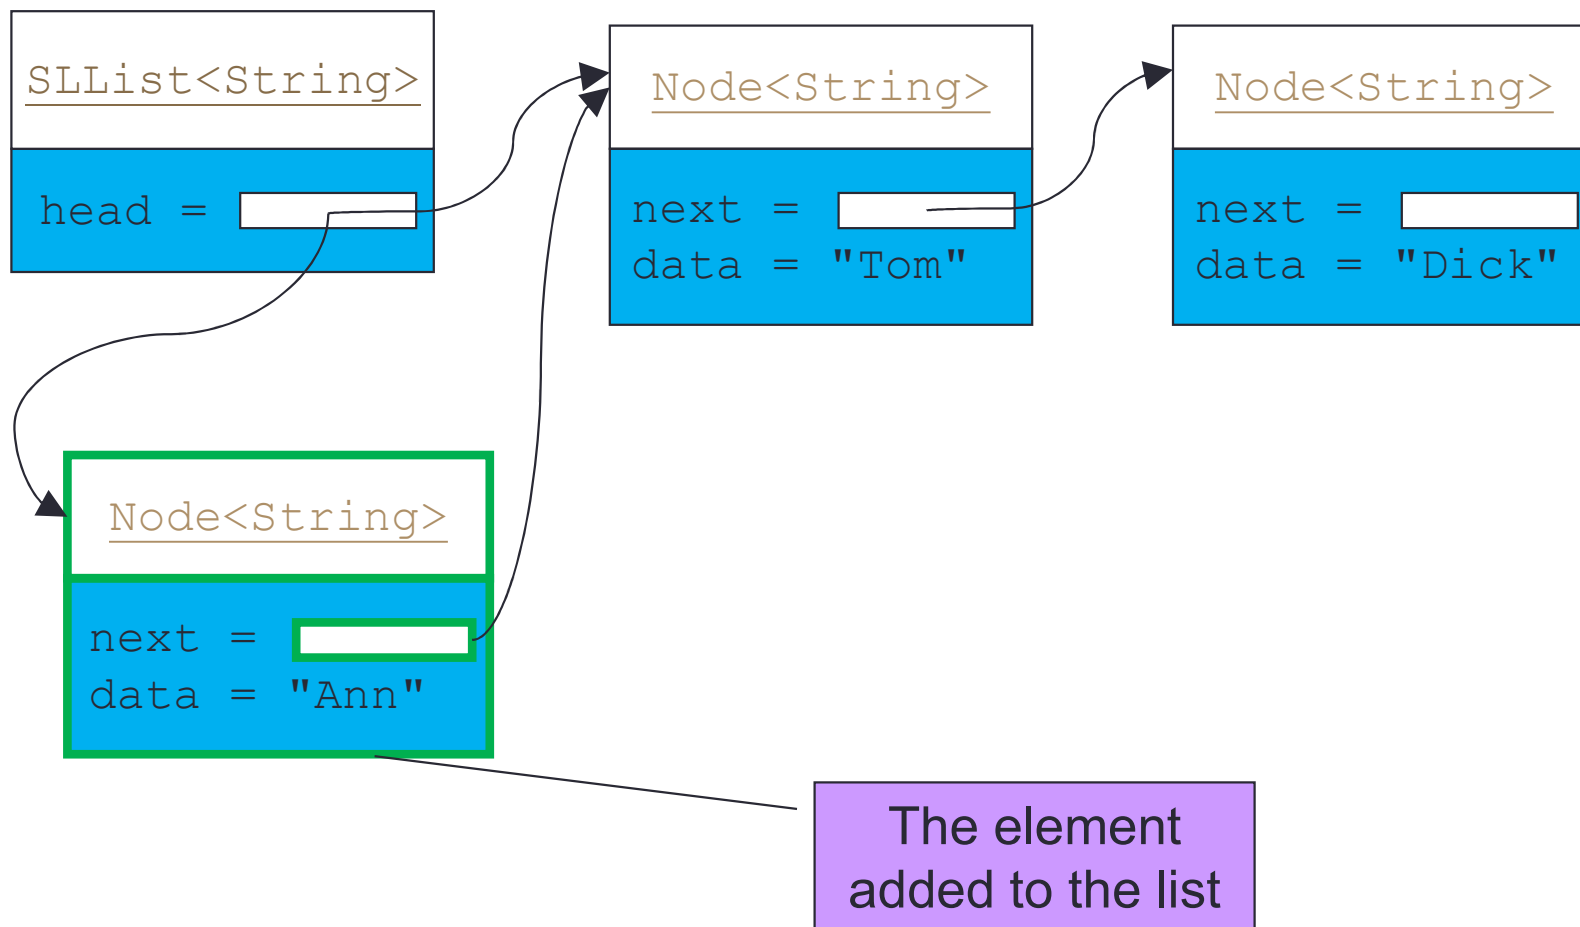 SLList<String>
head =
Node<String>
next =
data = "Tom"
Node<String>
next =
data = "Dick"
Node<String>
next =
data = "Ann"
The element
added to the list